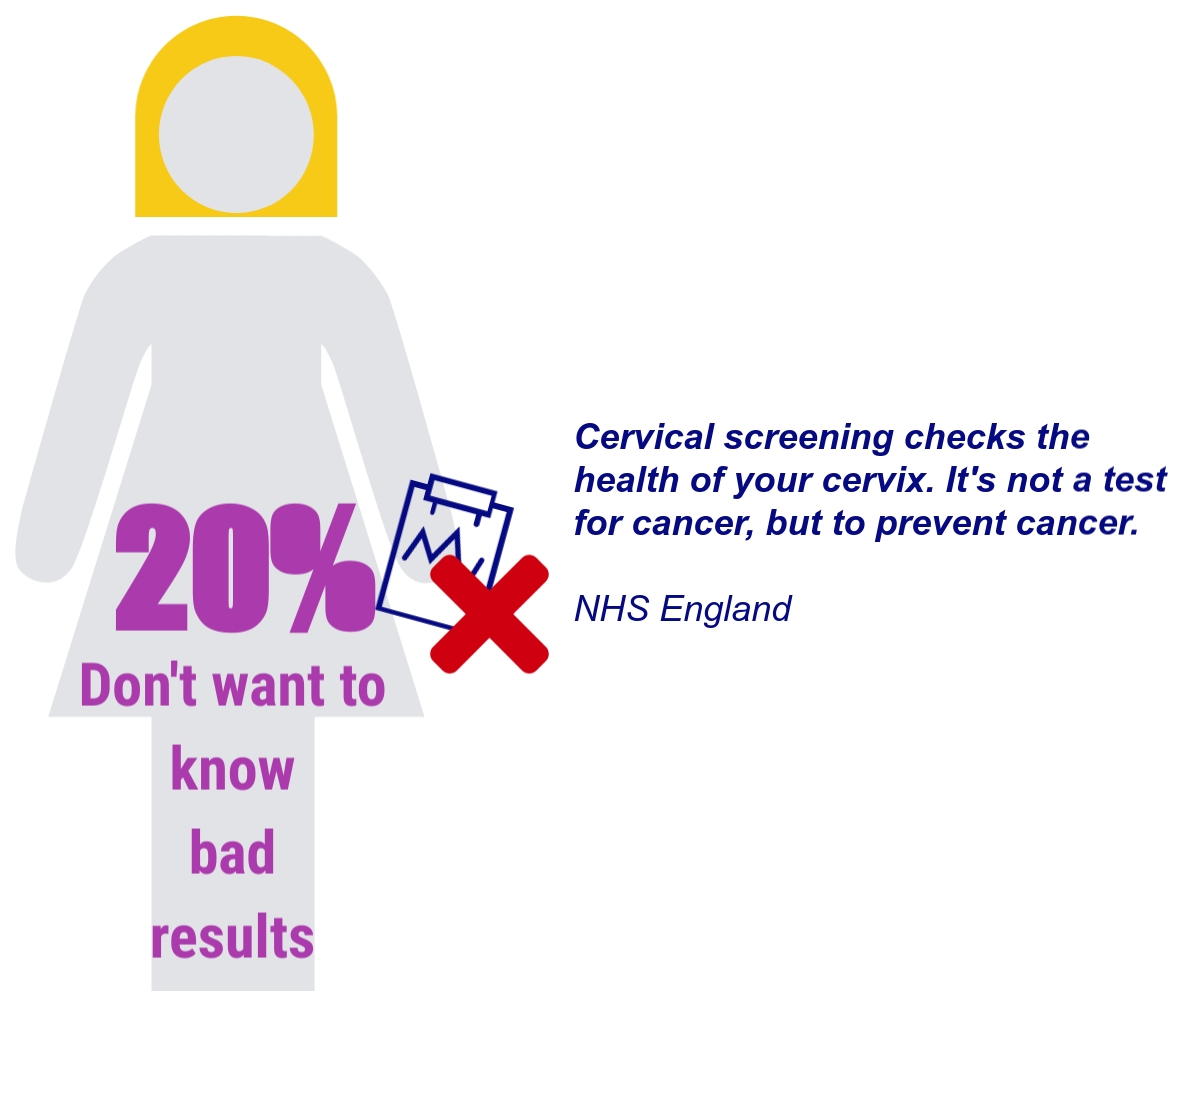 20%
Don't want to
know
bad
results
Cervical screening checks the
health of your cervix. It's not a test
for cancer, but to prevent cancer.
NHS England